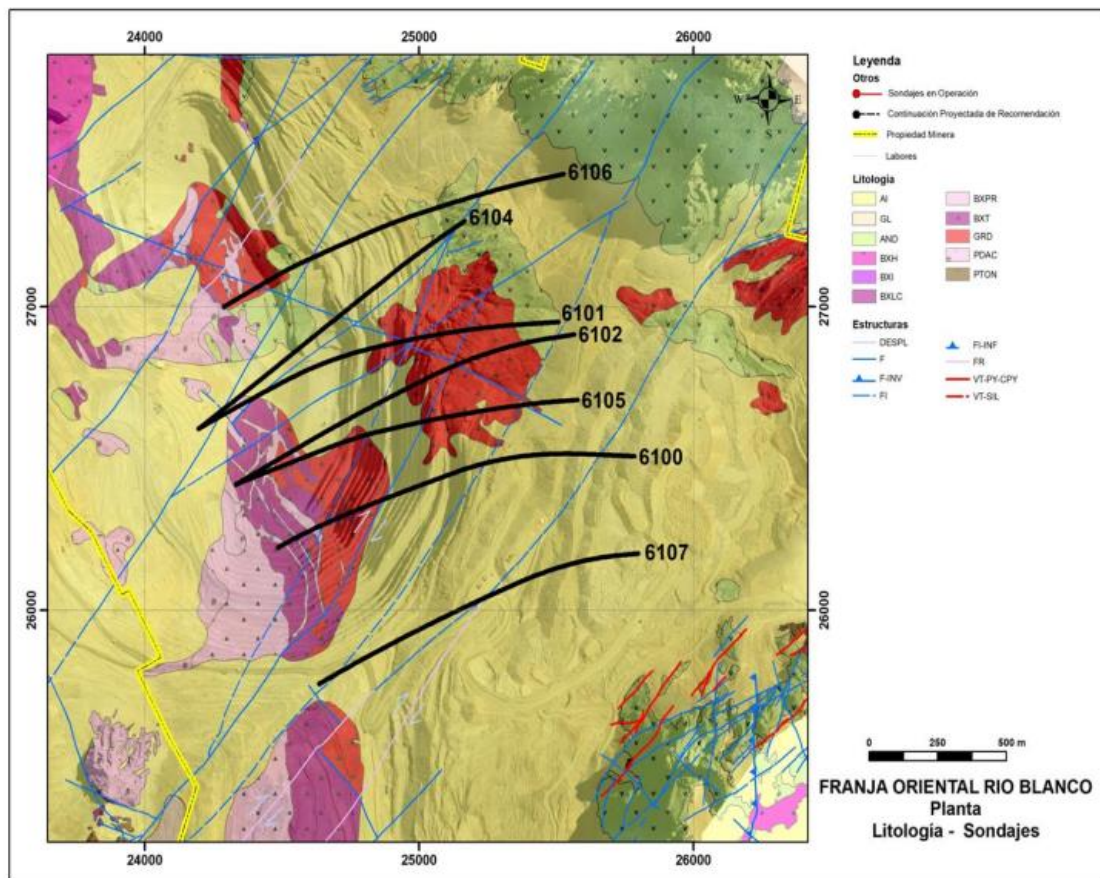 24000 25000 26000
Leyenda
Otros
Sondajes en Operación
Continuación Proyectada de Recomendación
Propiedad Minera
Labores
Litología
AI BXPR
GL BXT
AND GRD
BXH PDAC
BXI PTON
BXLC
Estructuras
DESPL FI-INF
F FR
F-INV VT-PY-CPY
FI VT-SIL
N
W E
S
6106
6104
27000 27000
6101
6102
6105
6100
6107
26000 26000
0 250 500 m
FRANJA ORIENTAL RIO BLANCO
Planta
Litología - Sondajes
24000 25000 26000